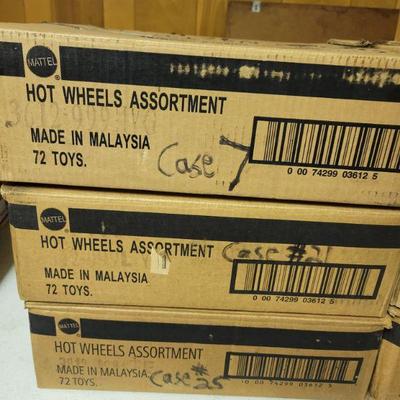 MATTEL
HOT WHEELS ASSORTMENT
MADE IN MALAYSIA
72 TOYS.
Case 7
0 00 74299 03612 5
MATTEL
HOT WHEELS ASSORTMENT
Case #21
MADE IN MALAYSIA
72 TOYS.
0 00 74299 03612 5
MATTEL
HOT WHEELS ASSORTMENT
MADE IN MALAYSIA
72 TOYS.
Case #25
0 00 74299 03612 5